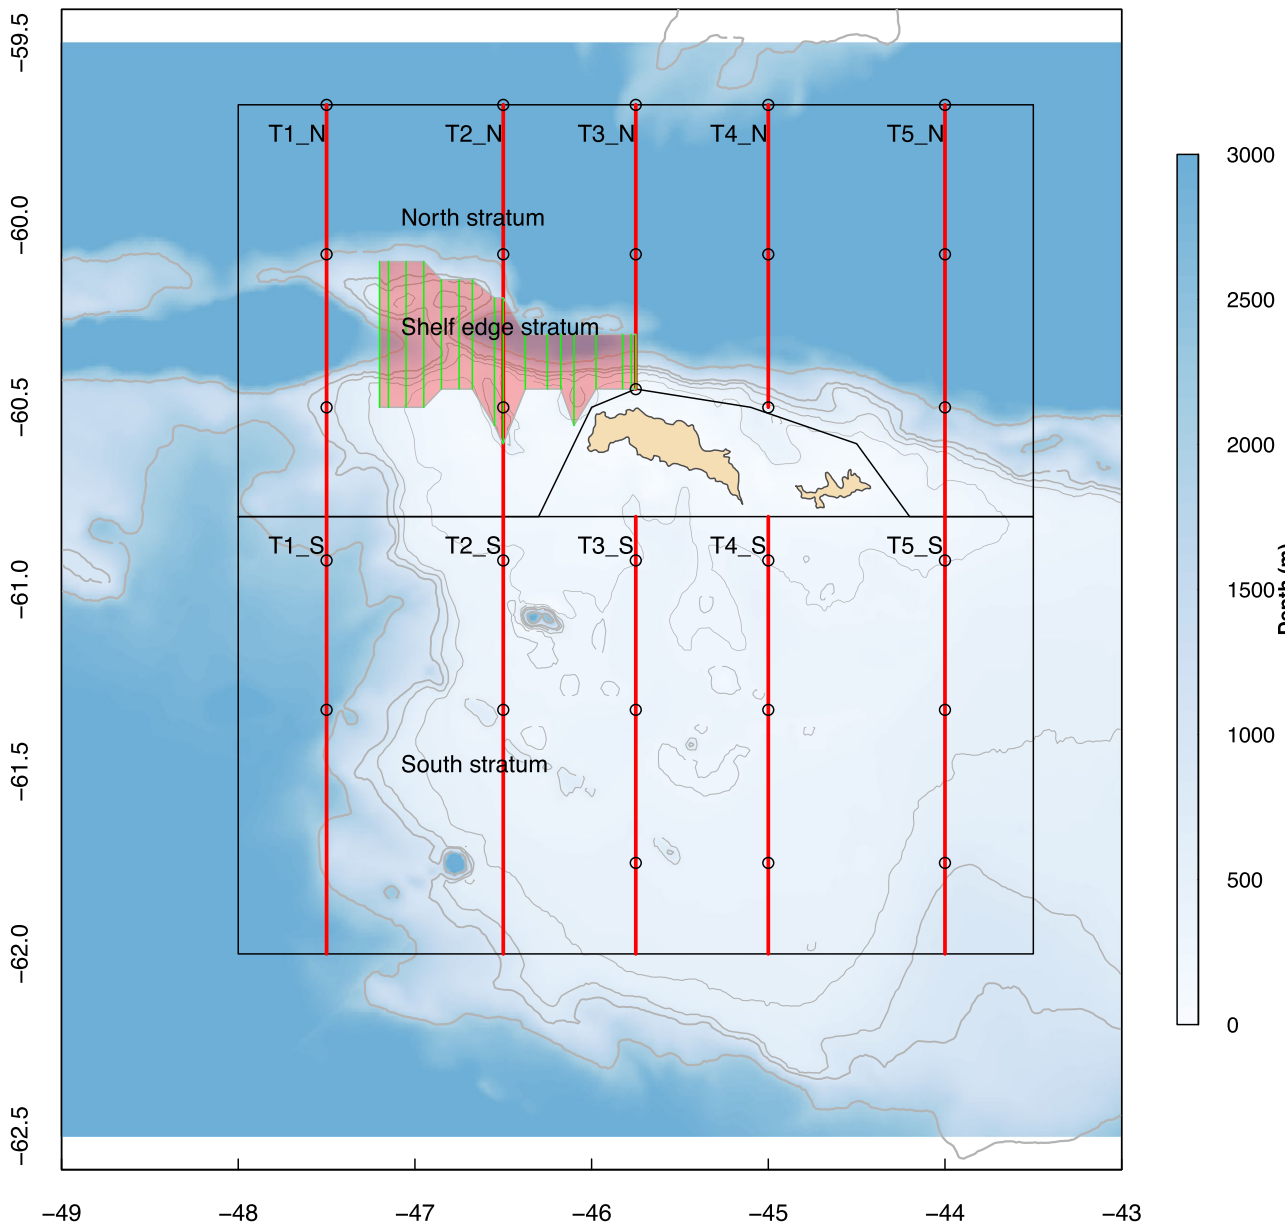 −59.5
−60.0
−60.5
−61.0
−61.5
−62.0
−62.5
T1_N T2_N T3_N T4_N T5_N
North stratum
Shelf edge stratum
T1_S T2_S T3_S T4_S T5_S
South stratum
−49 −48 −47 −46 −45 −44 −43
3000
2500
2000
1500
1000
500
0
Depth (m)